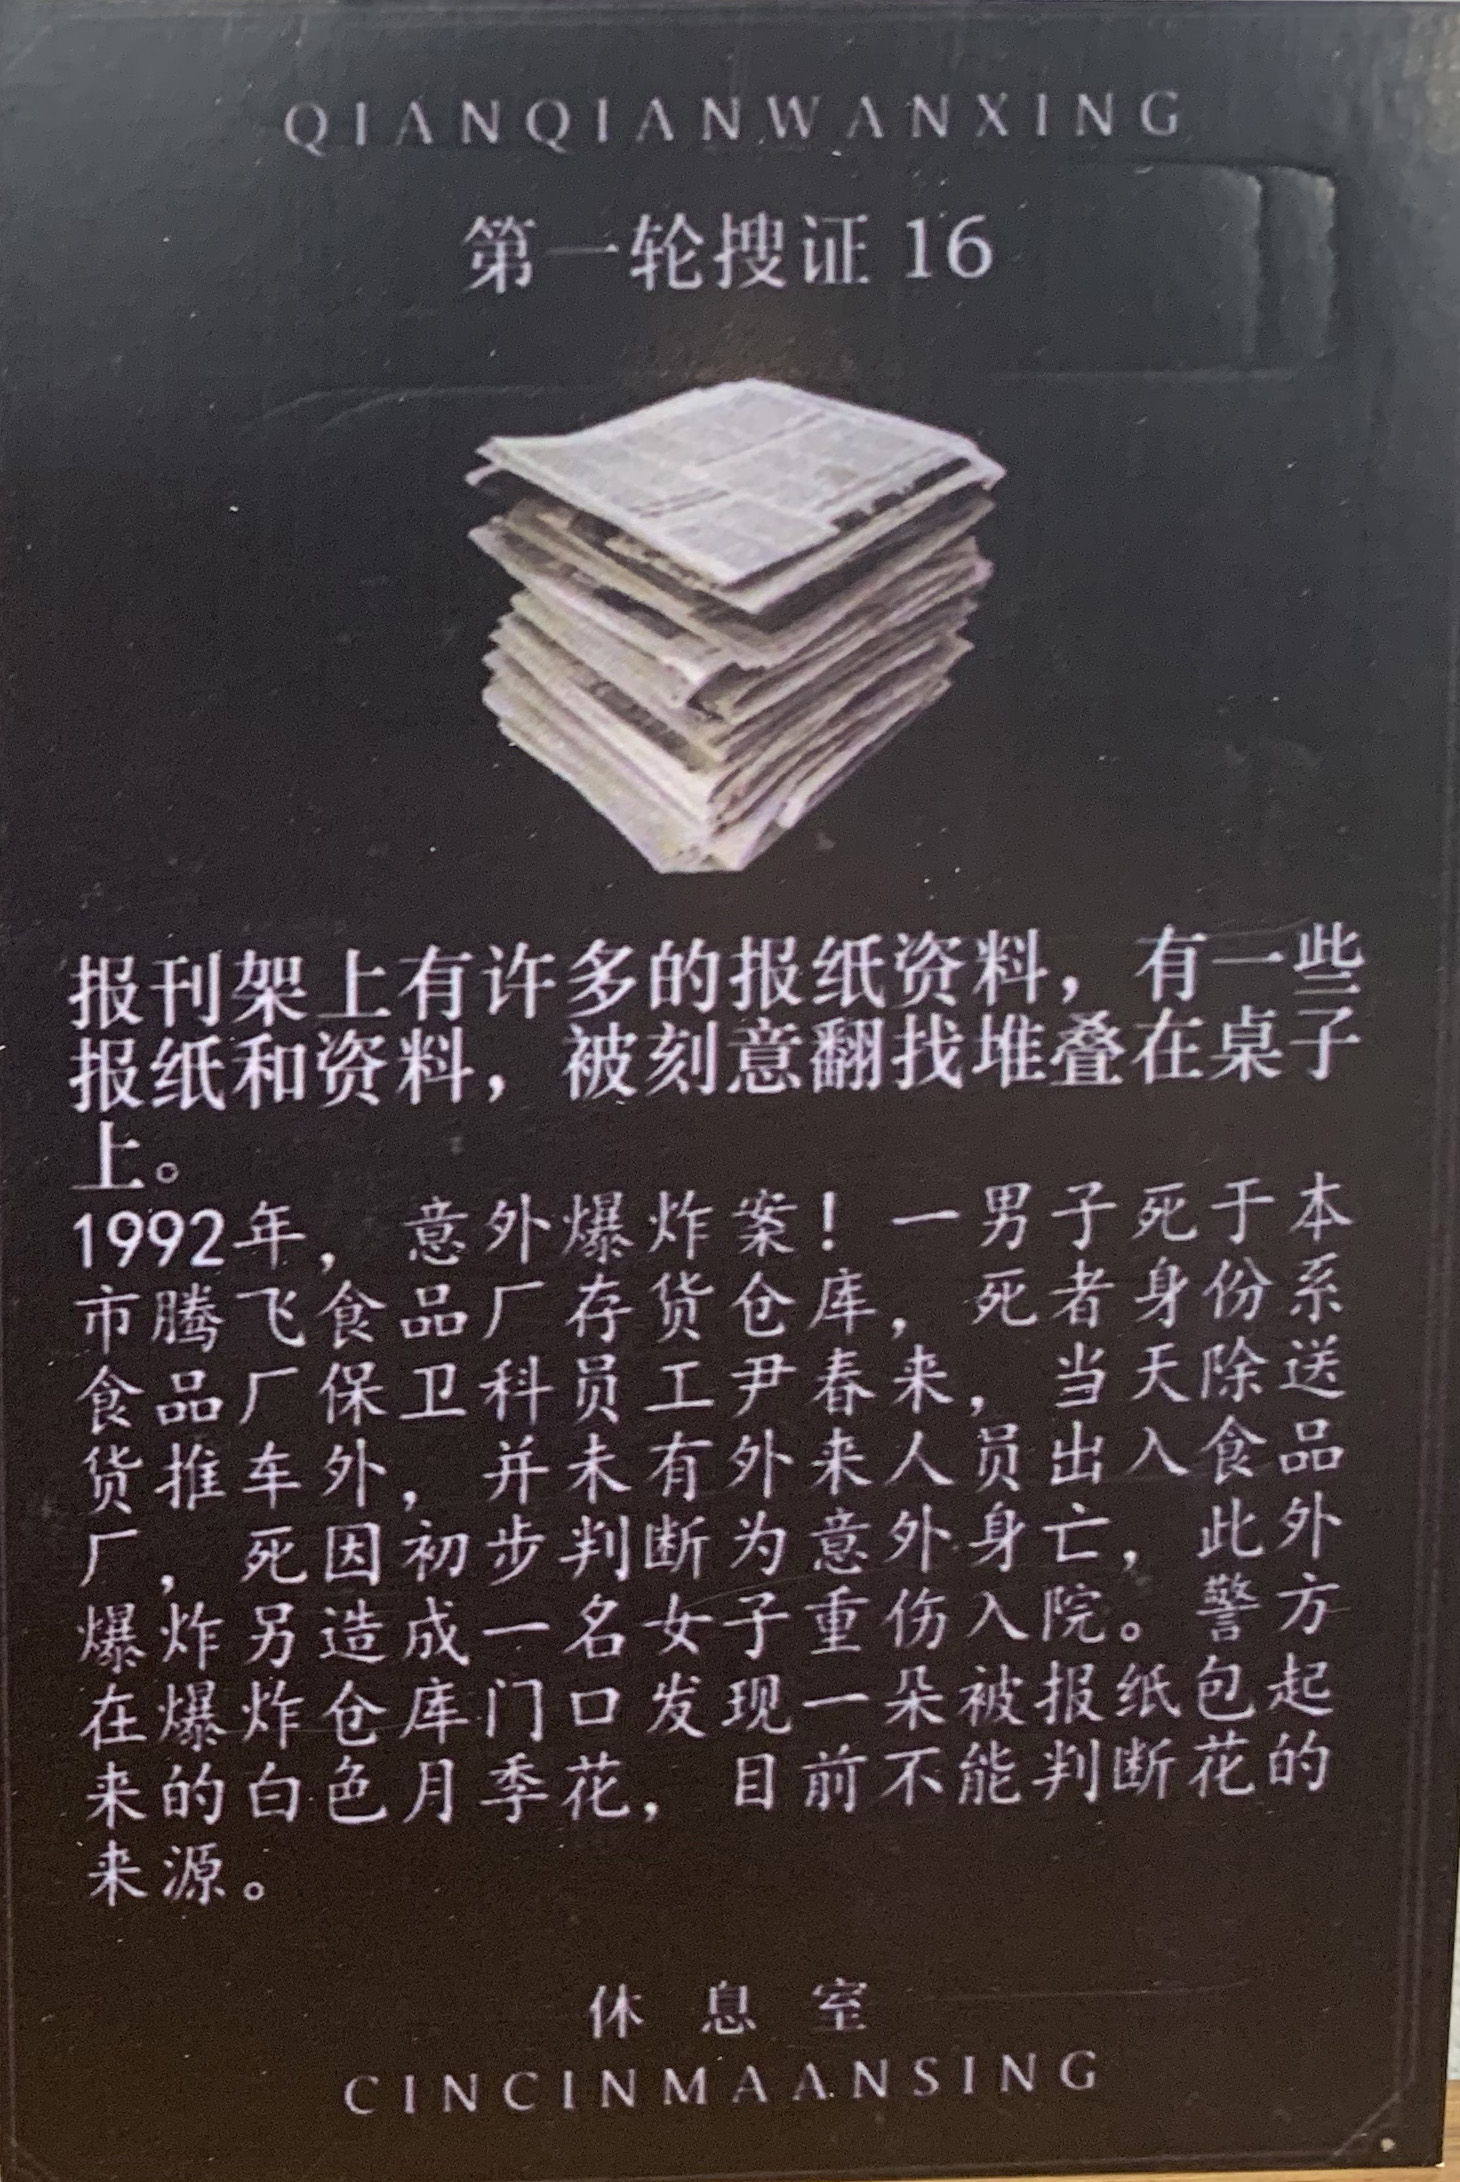 QIANQIANWANXING
第一轮搜证 16
报刊架上有许多的报纸资料，有一些
报纸和资料，被刻意翻找堆叠在桌子
上。
1992年，意外爆炸案！一男子死于本
市腾飞食品厂存货仓库，死者身份系
食品厂保卫科员工尹春来，当天除送
货推车外，并未有外来人员出入食品
厂，死因初步判断为意外身亡，此外
爆炸另造成一名女子重伤入院。警方
在爆炸仓库门口发现一朵被报纸包起
来的白色月季花，目前不能判断花的
来源。
休息室
CINCINMAANSING